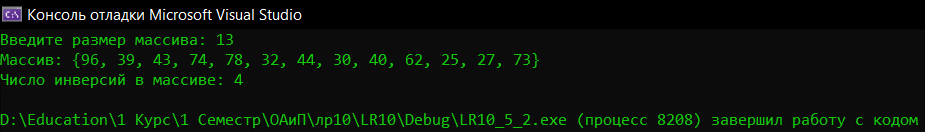 Консоль отладки Microsoft Visual Studio
Введите размер массива: 13
Массив: {96, 39, 43, 74, 78, 32, 44, 30, 40, 62, 25, 27, 73}
Число инверсий в массиве: 4
D:\Education\1 Курс\1 Семестр\ОАиП\лр10\LR10\Debug\LR10_5_2.exe (процесс 8208) завершил работу с кодом